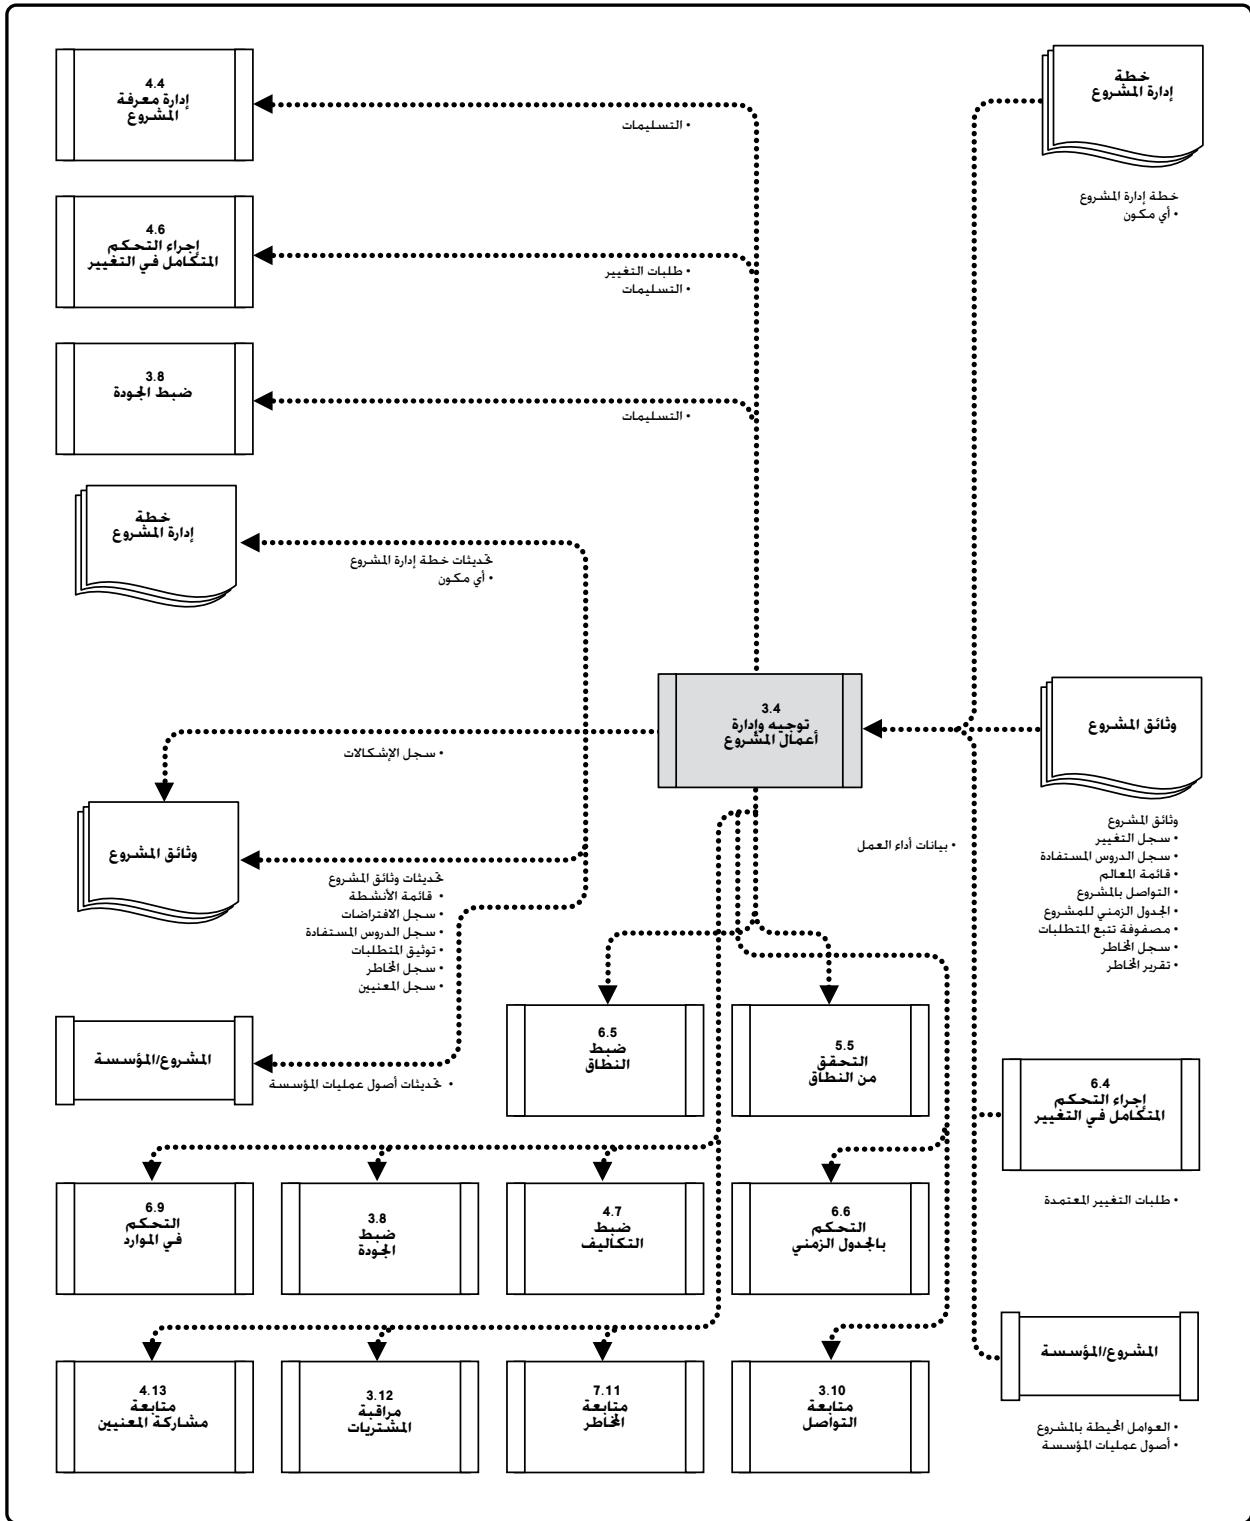 خطة
إدارة المشروع
خطة إدارة المشروع
• أي مكون
4.4
إدارة معرفة
المشروع
• التسليمات
4.6
إجراء التحكم
المتكامل في التغيير
• طلبات التغيير
• التسليمات
3.8
ضبط الجودة
• التسليمات
خطة
إدارة المشروع
تحديثات خطة إدارة المشروع
• أي مكون
3.4
توجيه وإدارة
أعمال المشروع
وثائق المشروع
وثائق المشروع
• سجل التغيير
• سجل الدروس المستفادة
• قائمة المعالم
• التواصل بالمشروع
• الجدول الزمني للمشروع
• مصفوفة تتبع المتطلبات
• سجل المخاطر
• تقرير المخاطر
• سجل الإشكالات
• بيانات أداء العمل
وثائق المشروع
تحديثات وثائق المشروع
• قائمة الأنشطة
• سجل الافتراضات
• سجل الدروس المستفادة
• توثيق المتطلبات
• سجل المخاطر
• سجل المعنيين
المشروع/المؤسسة
• تحديثات أصول عمليات المؤسسة
5.5
التحقق
من النطاق
6.5
ضبط
النطاق
6.4
إجراء التحكم
المتكامل في التغيير
• طلبات التغيير المعتمدة
6.6
التحكم
بالجدول الزمني
4.7
ضبط
التكاليف
3.8
ضبط
الجودة
6.9
التحكم
في الموارد
المشروع/المؤسسة
• العوامل المحيطة بالمشروع
• أصول عمليات المؤسسة
3.10
متابعة
التواصل
7.11
متابعة
المخاطر
3.12
مراقبة
المشتريات
4.13
متابعة
مشاركة المعنيين